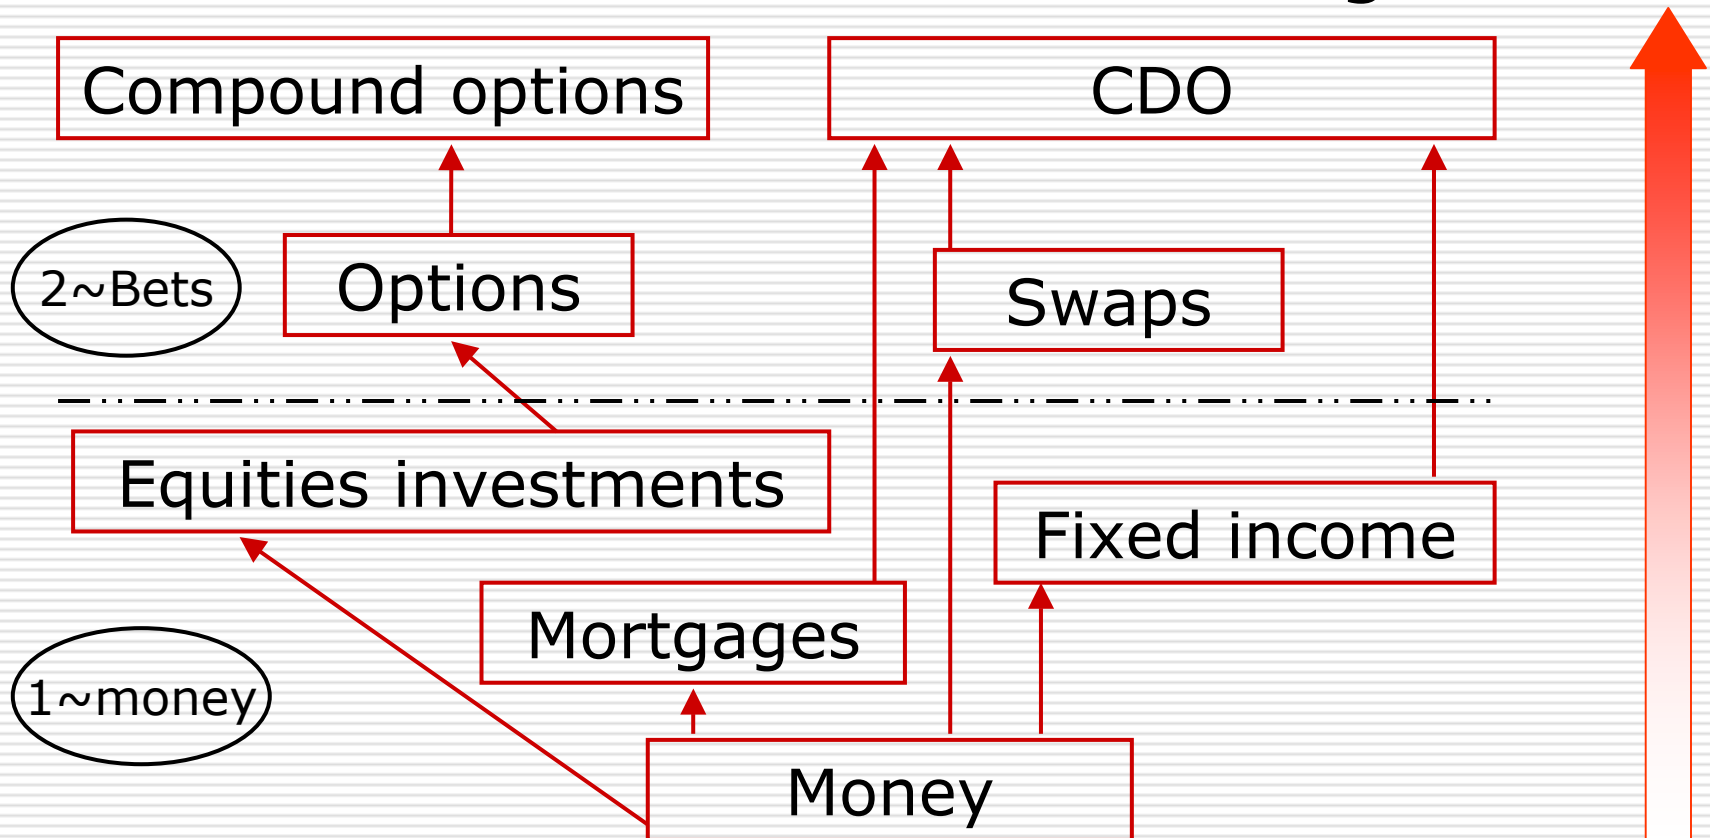 Compound options
CDO
2~Bets
Options
Swaps
Equities investments
Fixed income
Mortgages
1~money
Money